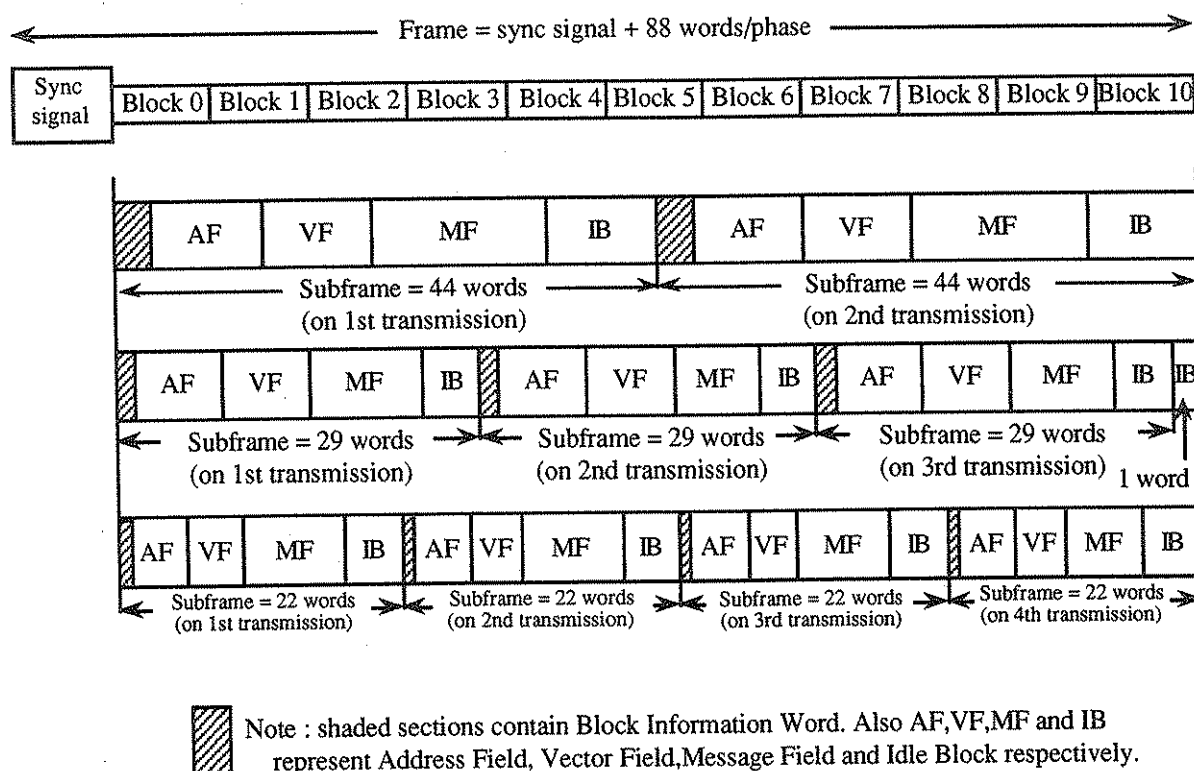 Frame = sync signal + 88 words/phase
Sync signal
Block 0 Block 1 Block 2 Block 3 Block 4 Block 5 Block 6 Block 7 Block 8 Block 9 Block 10
AF VF MF IB AF VF MF IB
Subframe = 44 words Subframe = 44 words
(on 1st transmission) (on 2nd transmission)
AF VF MF IB AF VF MF IB AF VF MF IB IB
Subframe = 29 words Subframe = 29 words Subframe = 29 words
(on 1st transmission) (on 2nd transmission) (on 3rd transmission) 1 word
AF VF MF IB AF VF MF IB AF VF MF IB AF VF MF IB
Subframe = 22 words Subframe = 22 words Subframe = 22 words Subframe = 22 words
(on 1st transmission) (on 2nd transmission) (on 3rd transmission) (on 4th transmission)
Note : shaded sections contain Block Information Word. Also AF,VF,MF and IB
represent Address Field, Vector Field,Message Field and Idle Block respectively.